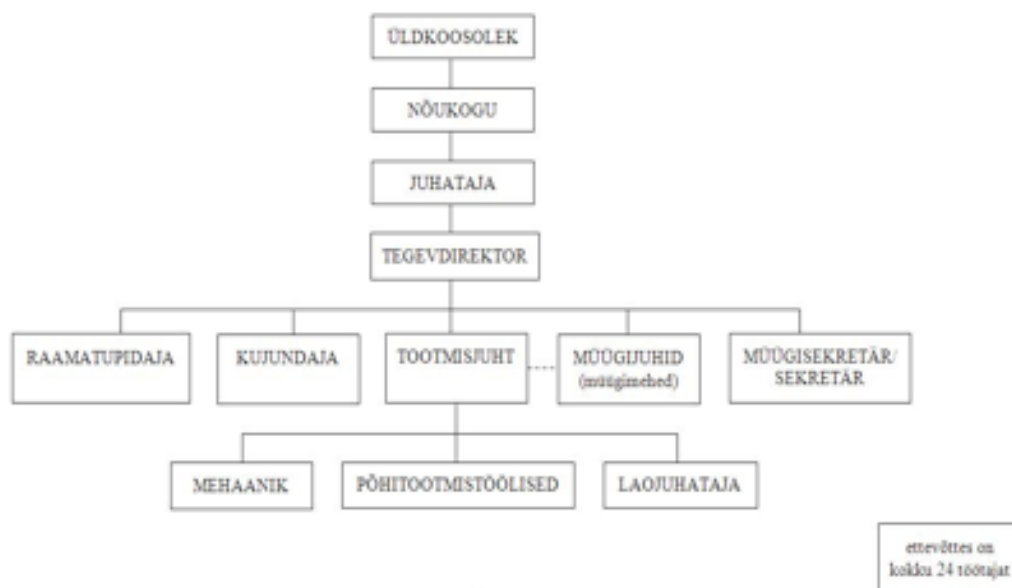 ÜLDKOOSOLEK
NÕUKOGU
JUHATAJA
TEGEVDIREKTOR
RAAMATUPIDAJA
KUJUNDAJA
TOOTMISJUHT
MÜÜGIJUHID
(müügimehed)
MÜÜGISEKRETÄR/
SEKRETÄR
MEHAANIK
PÕHITOOTMISTÖÖLISED
LAOJUHATAJA
ettevõttes on
kokku 24 töötajat